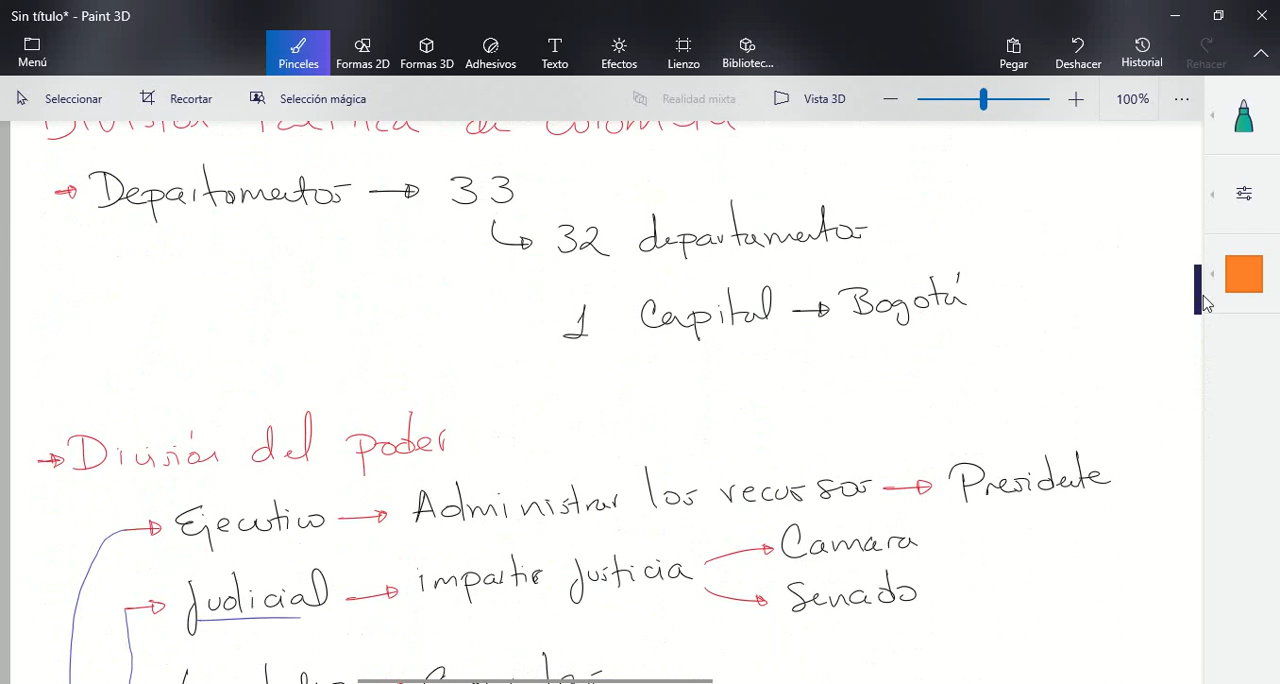 Sin título* - Paint 3D
Menú
Pinceles
Formas 2D
Formas 3D
Adhesivos
Texto
Efectos
Lienzo
Bibliotec...
Pegar
Deshacer
Historial
Rehacer
Seleccionar
Recortar
Selección mágica
Realidad mixta
Vista 3D
100%
de Colombia
→ Departamentos → 33
↳ 32 departamentos
1 Capital → Bogotá
→ División del poder
→ Ejecutivo → Administrar los recursos → Presidente
→ Judicial → impartir justicia → Camara
→ Senado